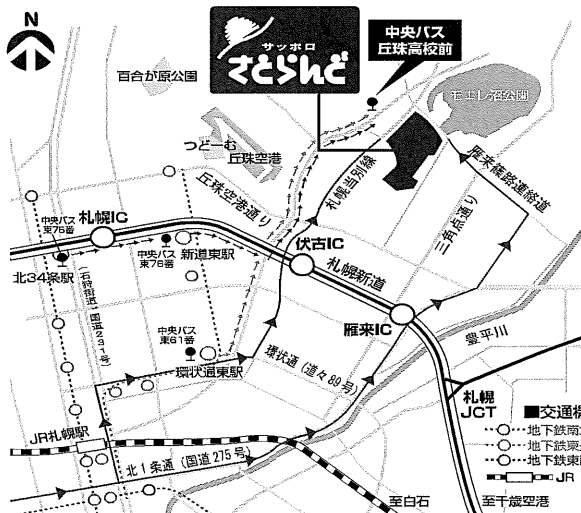 N
サッポロ
さとらんど
中央バス
丘珠高校前
百合が原公園
モエレ沼公園
つどーむ
丘珠空港
丘珠空港通り
札幌当別線
雁来篠路連絡道
三角点通り
中央バス
東76番
札幌IC
中央バス
東76番
新道東駅
伏古IC
札幌新道
北34条駅
(石狩街道・国道231号)
中央バス
東61番
環状通東駅
環状通(道々89号)
雁来IC
豊平川
札幌
JCT
JR札幌駅
北1条通(国道275号)
■交通機
地下鉄南
地下鉄東
地下鉄東
JR
至白石
至千歳空港